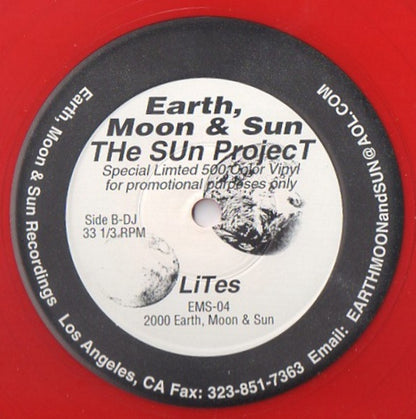 Earth,
Moon & Sun
THe SUn ProjecT
Special Limted 500 Color Vinyl
for promotional purposes only
Side B-DJ
33 1/3.RPM
LiTes
EMS-04
2000 Earth, Moon & Sun
Earth, Moon & Sun Recordings Los Angeles, CA Fax: 323-851-7363 Email: EARTHMOONandSUN@AOL.COM